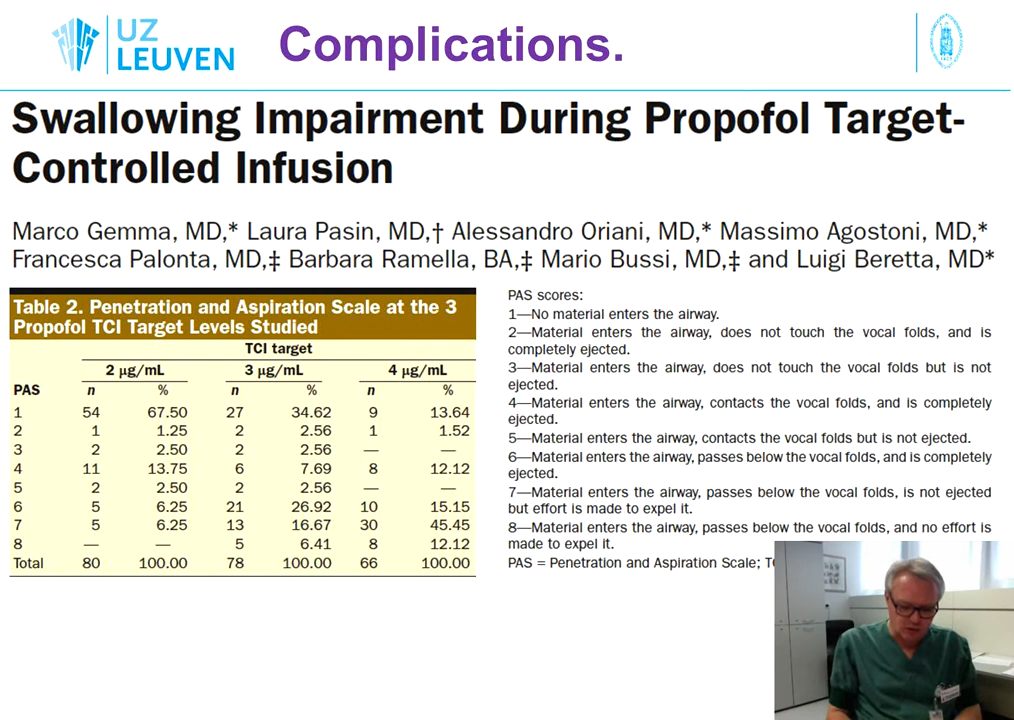 UZ
LEUVEN
Complications.
Swallowing Impairment During Propofol Target-
Controlled Infusion
Marco Gemma, MD,* Laura Pasin, MD,† Alessandro Oriani, MD,* Massimo Agostoni, MD,*
Francesca Palonta, MD,‡ Barbara Ramella, BA,‡ Mario Bussi, MD,‡ and Luigi Beretta, MD*
Table 2. Penetration and Aspiration Scale at the 3
Propofol TCI Target Levels Studied
TCI target
2 µg/mL 3 µg/mL 4 µg/mL
PAS n % n % n %
1 54 67.50 27 34.62 9 13.64
2 1 1.25 2 2.56 1 1.52
3 2 2.50 2 2.56 — —
4 11 13.75 6 7.69 8 12.12
5 2 2.50 2 2.56 — —
6 5 6.25 21 26.92 10 15.15
7 5 6.25 13 16.67 30 45.45
8 — — 5 6.41 8 12.12
Total 80 100.00 78 100.00 66 100.00
PAS scores:
1—No material enters the airway.
2—Material enters the airway, does not touch the vocal folds, and is
completely ejected.
3—Material enters the airway, does not touch the vocal folds but is not
ejected.
4—Material enters the airway, contacts the vocal folds, and is completely
ejected.
5—Material enters the airway, contacts the vocal folds but is not ejected.
6—Material enters the airway, passes below the vocal folds, and is completely
ejected.
7—Material enters the airway, passes below the vocal folds, is not ejected
but effort is made to expel it.
8—Material enters the airway, passes below the vocal folds, and no effort is
made to expel it.
PAS = Penetration and Aspiration Scale;